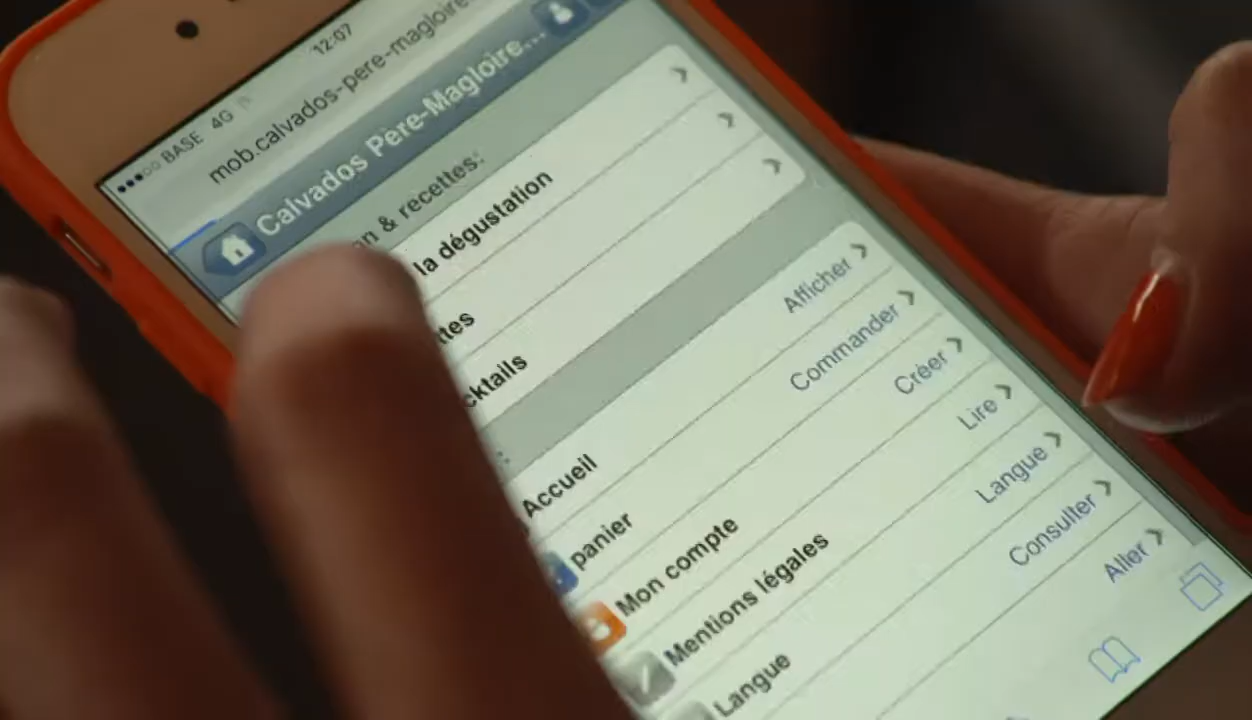 BASE 4G 12:07
mob.calvados-pere-magloire
Calvados Pere-Magloire...
n & recettes:
la dégustation
ttes
cktails
:
Accueil Afficher
panier Commander
Mon compte Créer
Mentions légales Lire
Langue Langue
Consulter
Aller